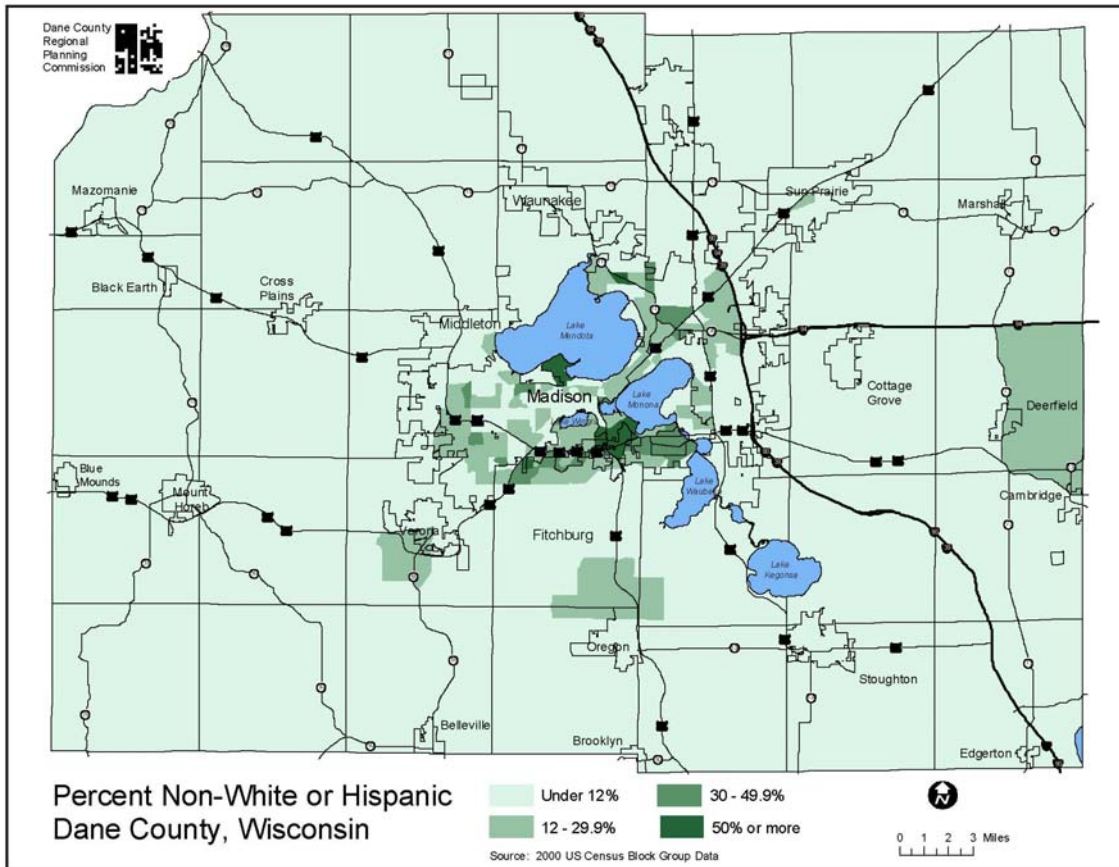 Dane County
Regional
Planning
Commission
Mazomanie
Waunakee
Sun Prairie
Marshall
Black Earth
Cross
Plains
Middleton
Lake
Mendota
Madison
Lake
Monona
Cottage
Grove
Deerfield
Blue
Mounds
Mount
Horeb
Lake
Waubesa
Cambridge
Verona
Fitchburg
Lake
Kegonsa
Oregon
Stoughton
Belleville
Brooklyn
Edgerton
Percent Non-White or Hispanic
Dane County, Wisconsin
Under 12%
12 - 29.9%
30 - 49.9%
50% or more
Source: 2000 US Census Block Group Data
N
0 1 2 3 Miles